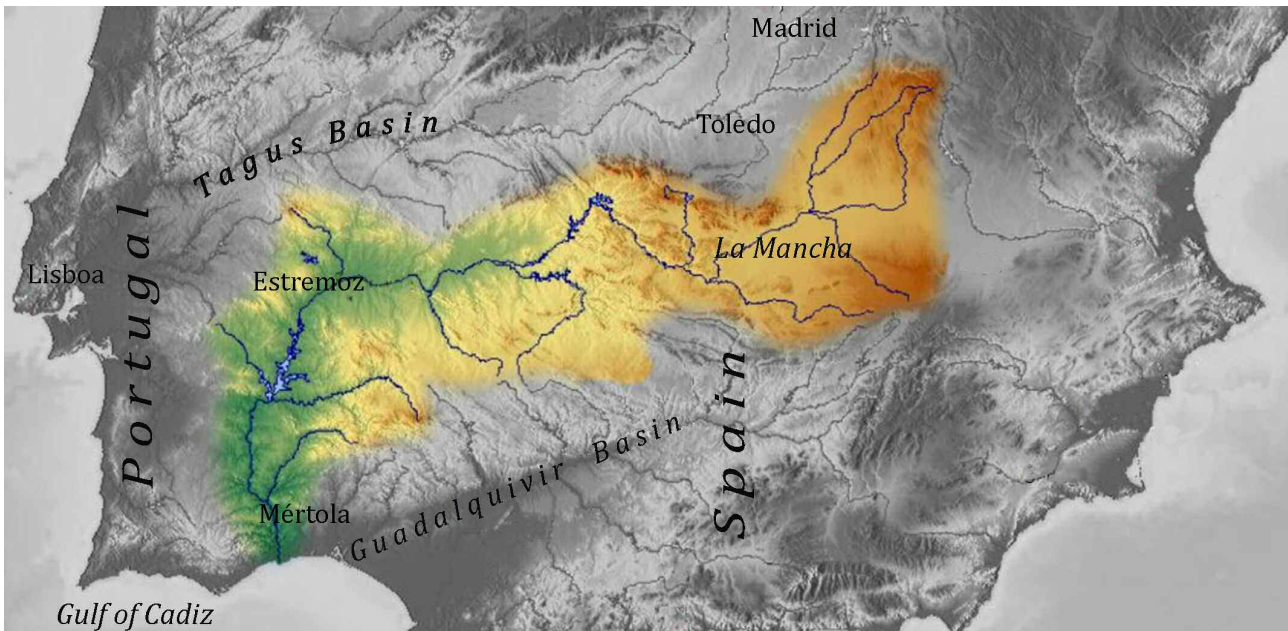 Madrid
Toledo
Tagus Basin
La Mancha
Lisboa
Estremoz
Portugal
Spain
Guadalquivir Basin
Mértola
Gulf of Cadiz